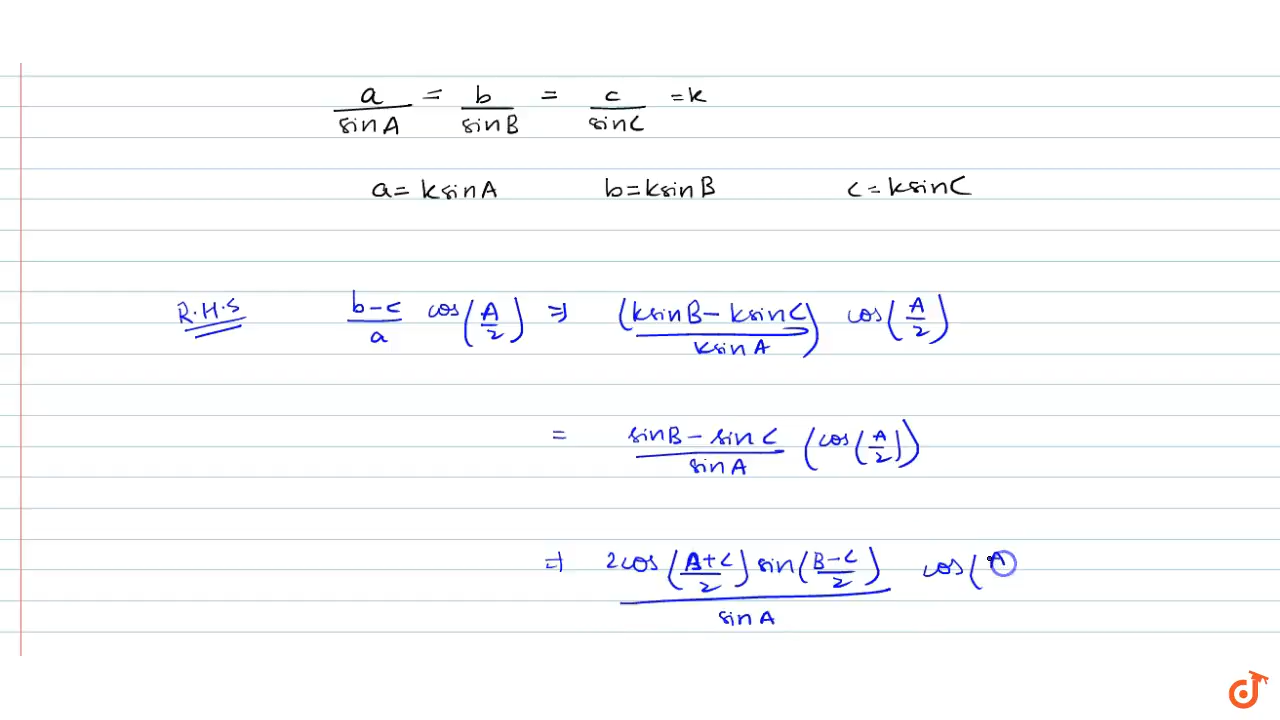 a/sinA = b/sinB = c/sinC = k
a = ksinA b = ksinB c = ksinC
R.H.S (b-c)/a cos(A/2) ⇒ (ksinB - ksinC)/(ksinA) cos(A/2)
= (sinB - sinC)/(sinA) (cos(A/2))
⇒ 2cos((B+C)/2) sin((B-C)/2)/(sinA) cos(A